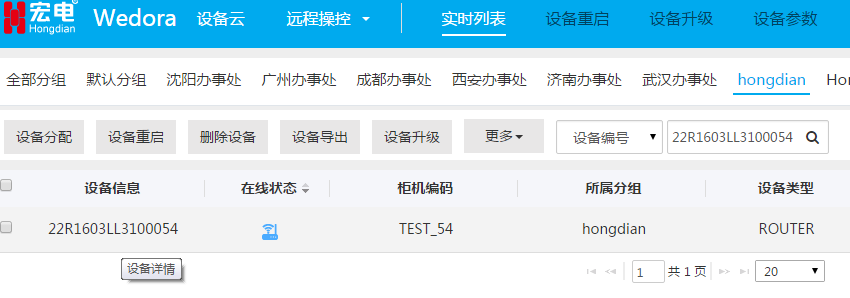 宏电® Hongdian Wedora 设备云 远程操控 实时列表 设备重启 设备升级 设备参数
全部分组 默认分组 沈阳办事处 广州办事处 成都办事处 西安办事处 济南办事处 武汉办事处 hongdian Hon
设备分配 设备重启 删除设备 设备导出 设备升级 更多 设备编号 22R1603LL3100054
设备信息 在线状态 柜机编码 所属分组 设备类型
22R1603LL3100054 TEST_54 hongdian ROUTER
设备详情
1 共 1 页 20